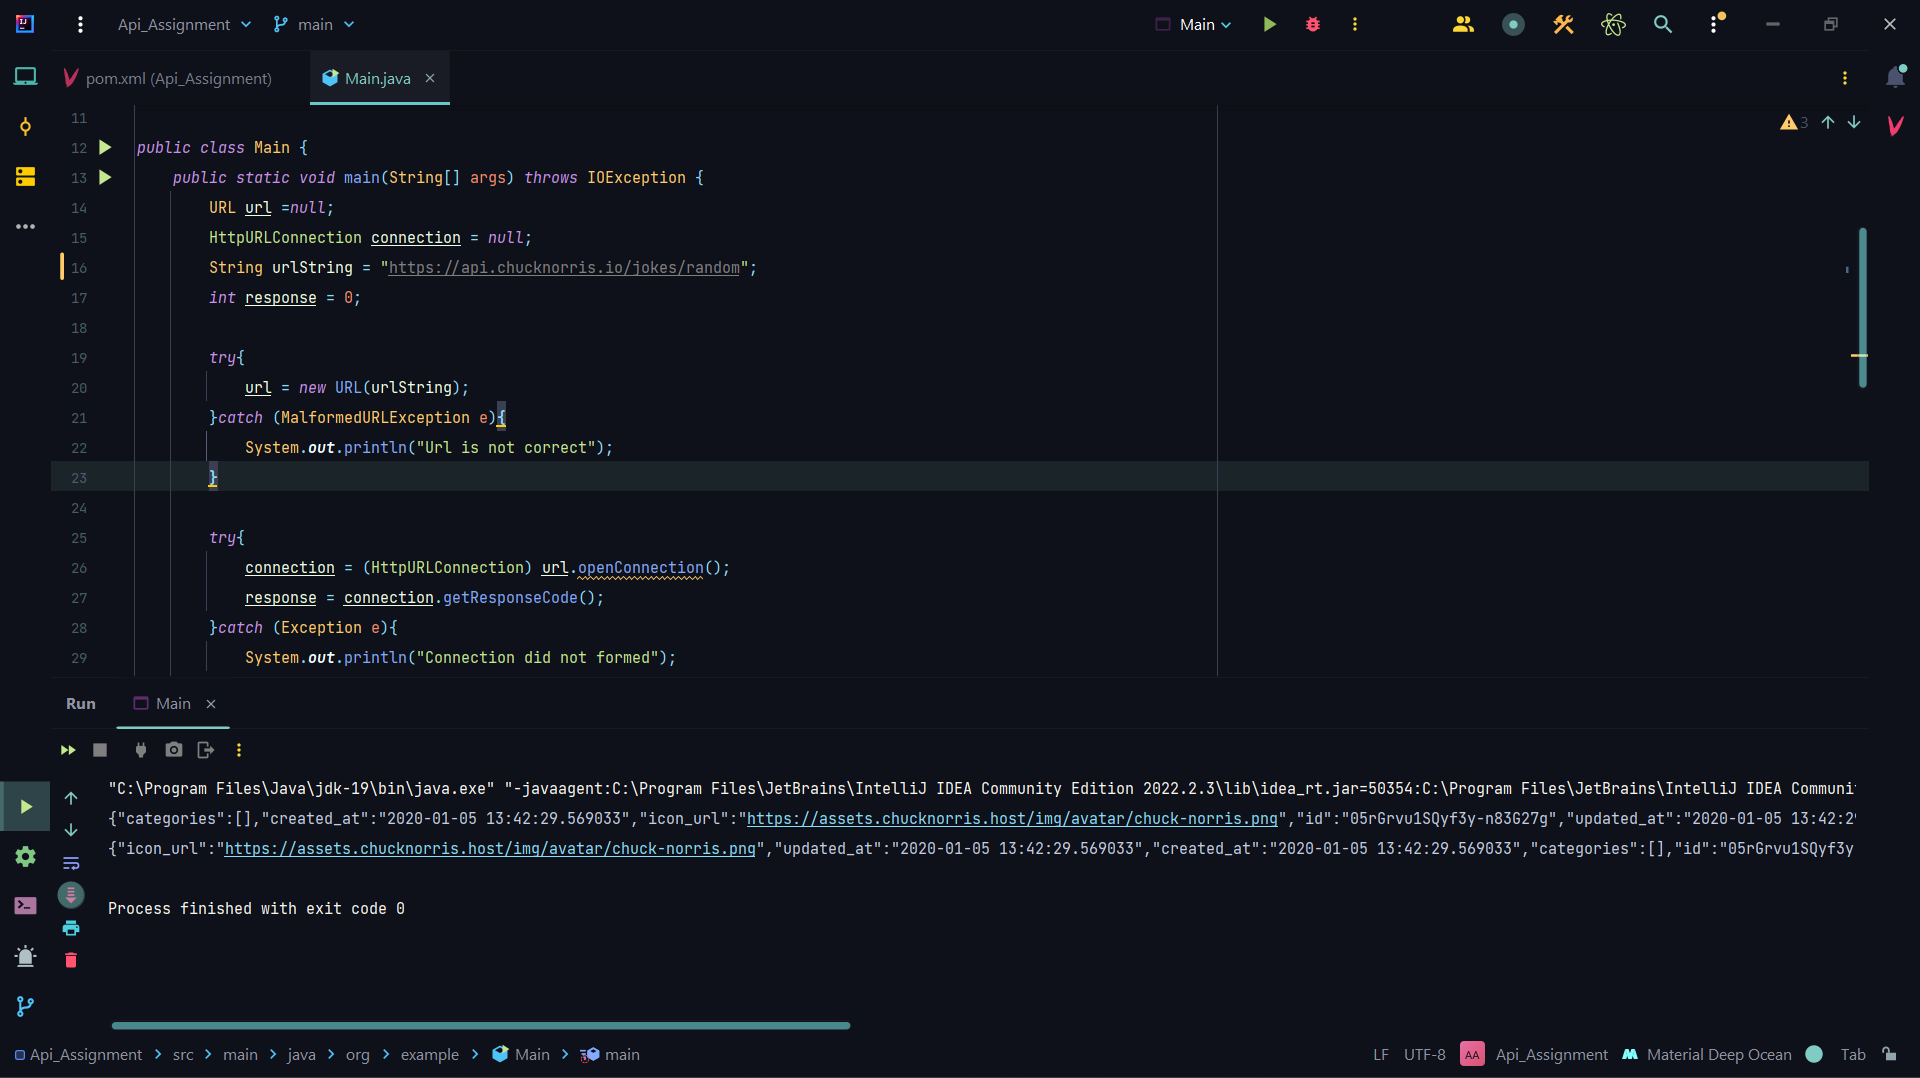 Api_Assignment main Main
pom.xml (Api_Assignment) Main.java
11
3
12 public class Main {
13 public static void main(String[] args) throws IOException {
14 URL url =null;
15 HttpURLConnection connection = null;
16 String urlString = "https://api.chucknorris.io/jokes/random";
17 int response = 0;
18
19 try{
20 url = new URL(urlString);
21 }catch (MalformedURLException e){
22 System.out.println("Url is not correct");
23 }
24
25 try{
26 connection = (HttpURLConnection) url.openConnection();
27 response = connection.getResponseCode();
28 }catch (Exception e){
29 System.out.println("Connection did not formed");
Run Main
"C:\Program Files\Java\jdk-19\bin\java.exe" "-javaagent:C:\Program Files\JetBrains\IntelliJ IDEA Community Edition 2022.2.3\lib\idea_rt.jar=50354:C:\Program Files\JetBrains\IntelliJ IDEA Communi
{"categories":[],"created_at":"2020-01-05 13:42:29.569033","icon_url":"https://assets.chucknorris.host/img/avatar/chuck-norris.png","id":"05rGrvu1SQyf3y-n83G27g","updated_at":"2020-01-05 13:42:29
{"icon_url":"https://assets.chucknorris.host/img/avatar/chuck-norris.png","updated_at":"2020-01-05 13:42:29.569033","created_at":"2020-01-05 13:42:29.569033","categories":[],"id":"05rGrvu1SQyf3y
Process finished with exit code 0
Api_Assignment > src > main > java > org > example > Main > main LF UTF-8 AA Api_Assignment Material Deep Ocean Tab